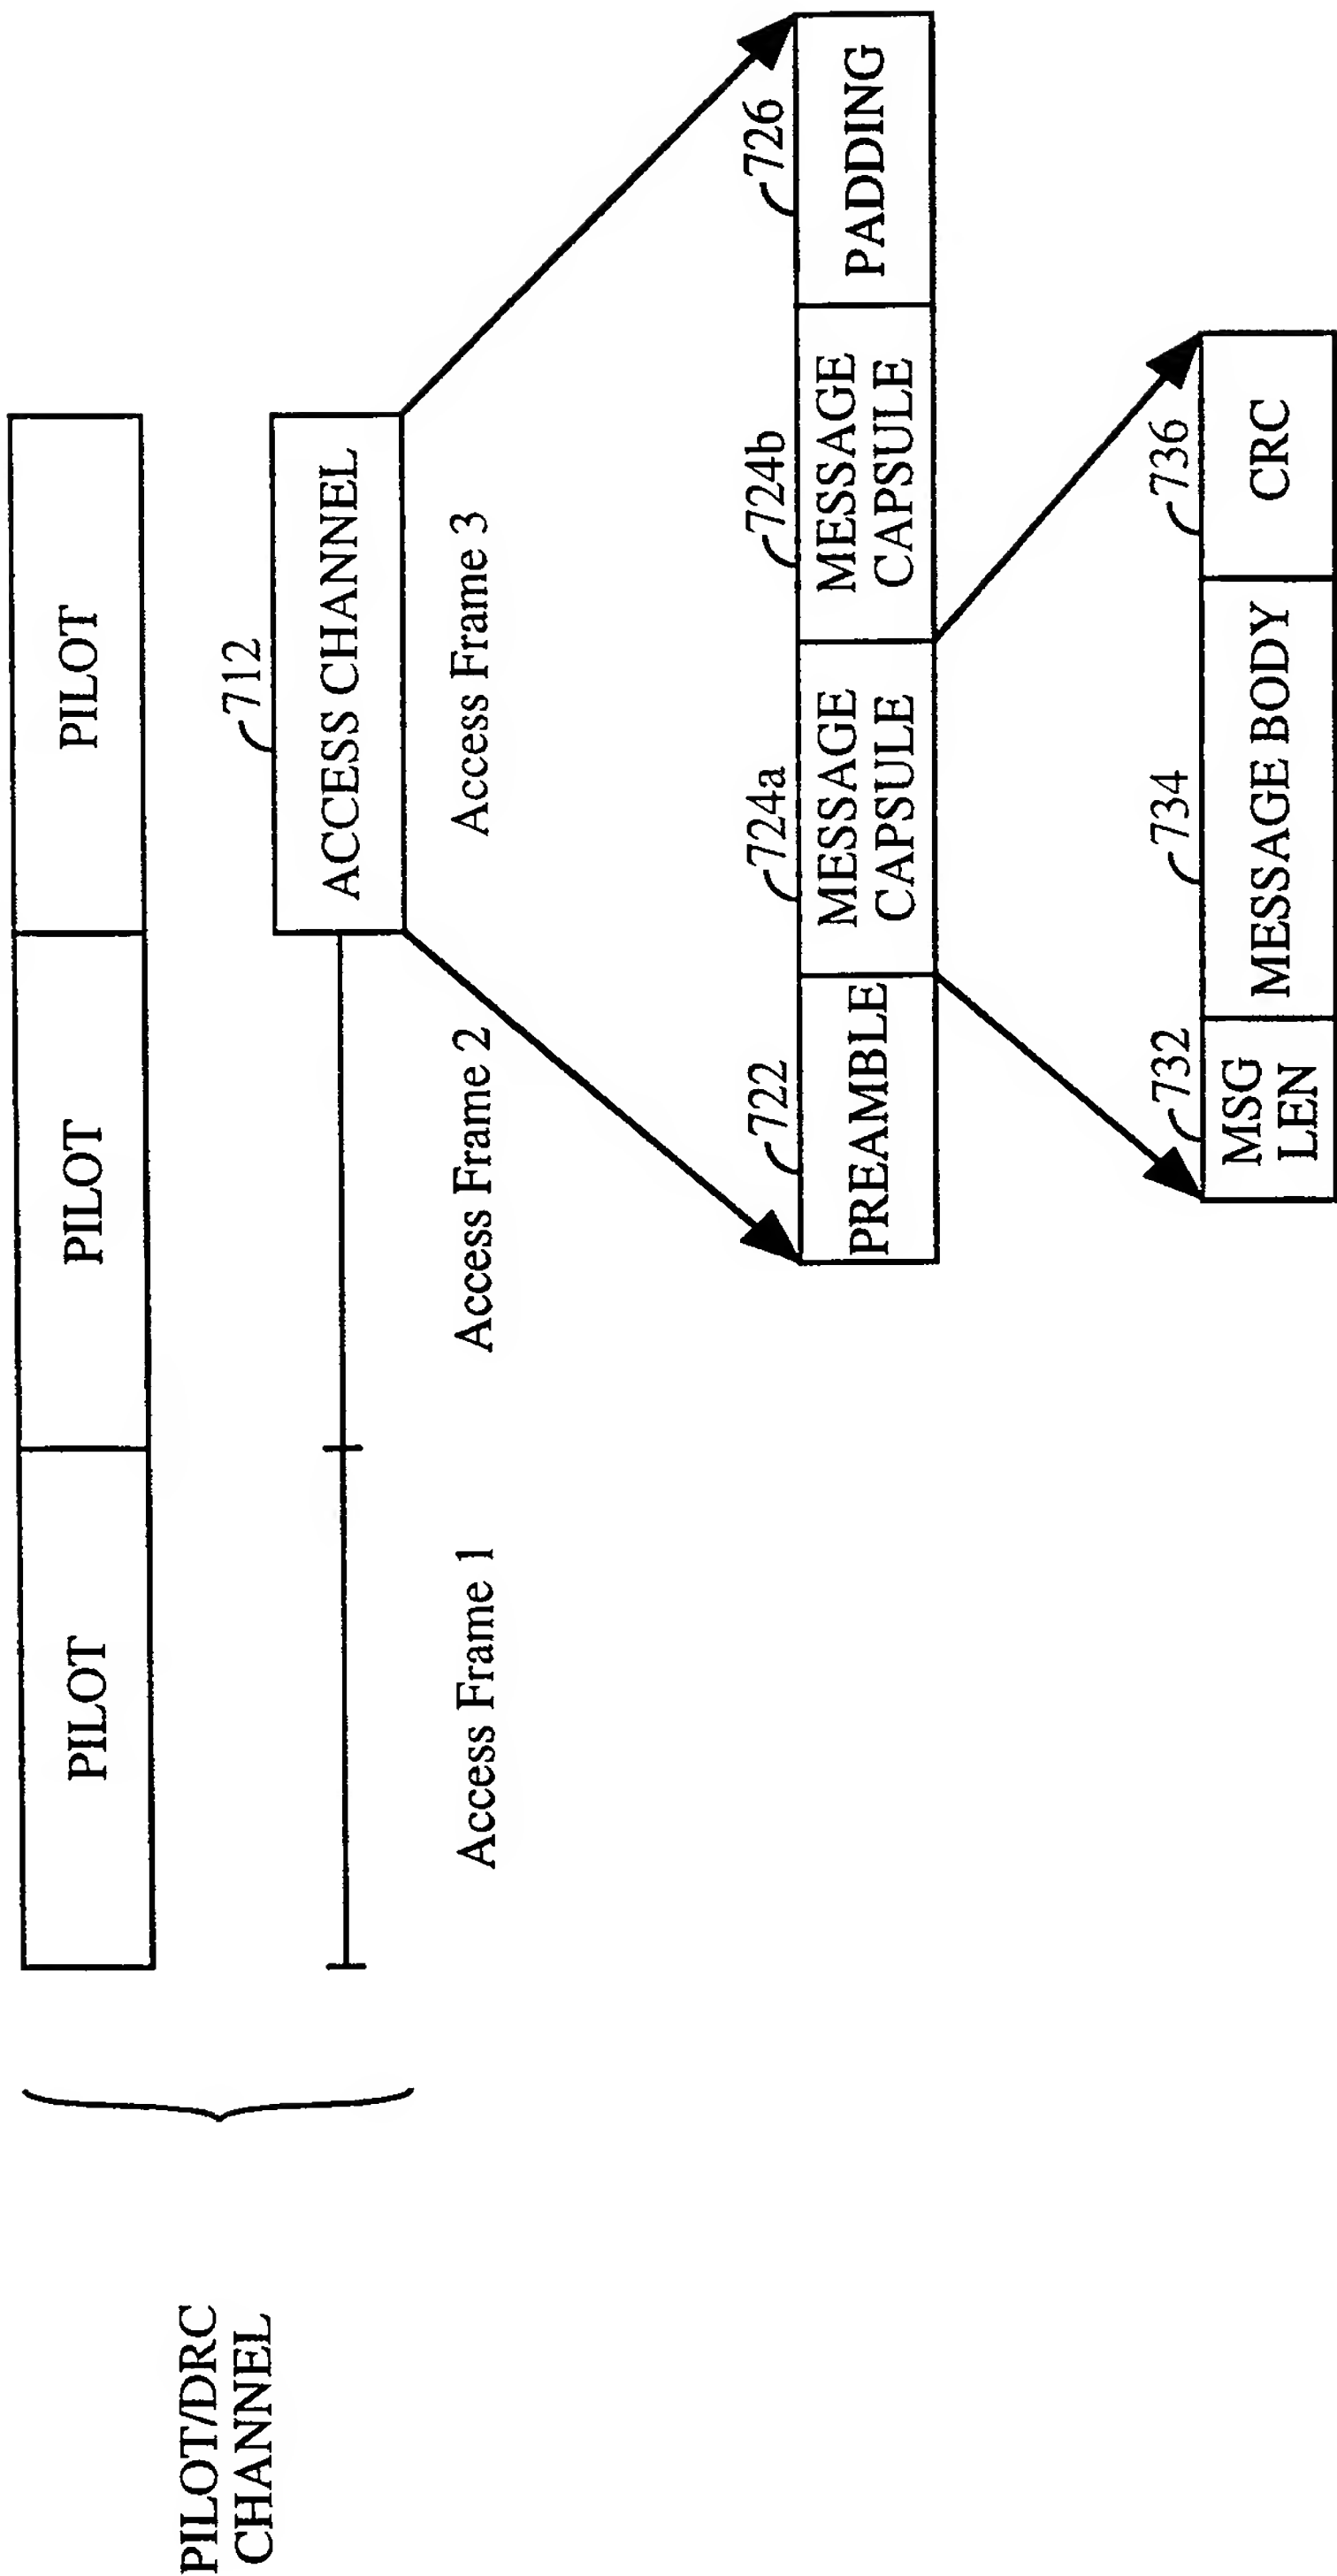 PILOT/DRC
CHANNEL
PILOT
PILOT
PILOT
712
ACCESS CHANNEL
Access Frame 1
Access Frame 2
Access Frame 3
722
724a
724b
726
PREAMBLE
MESSAGE
CAPSULE
MESSAGE
CAPSULE
PADDING
732
734
736
MSG
LEN
MESSAGE BODY
CRC